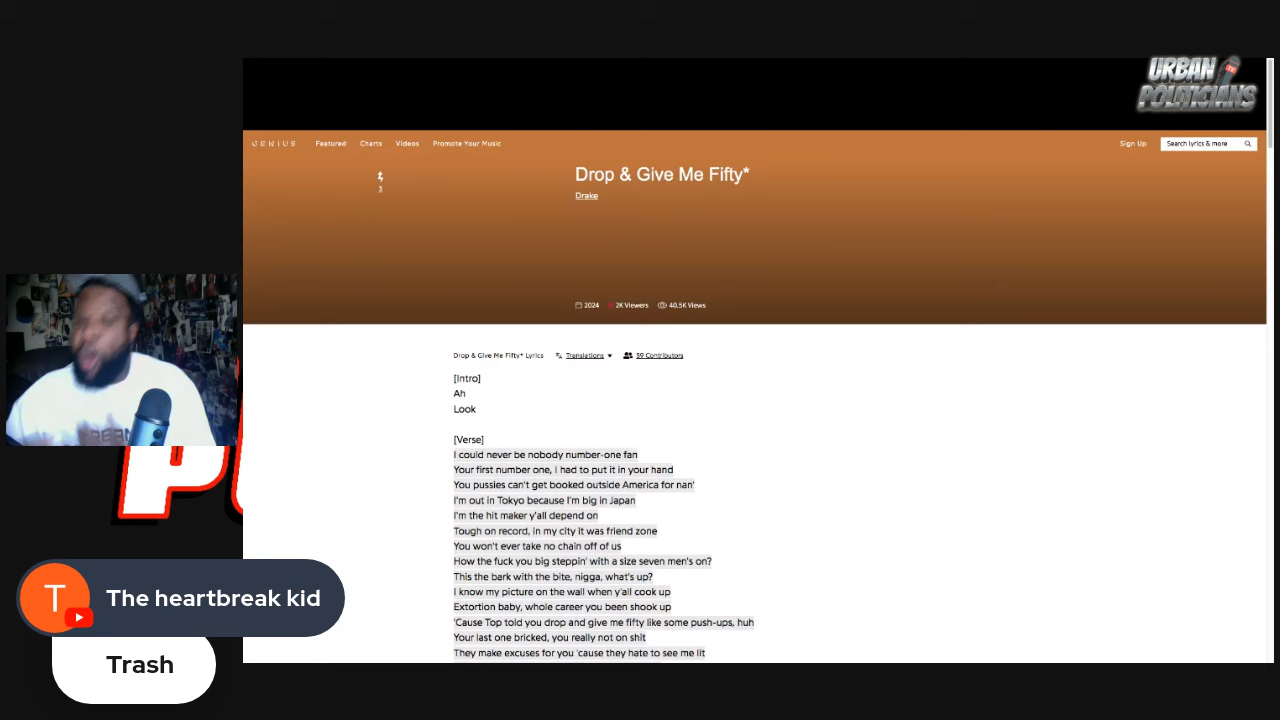 URBAN
POLITICIANS
GENIUS
Featured
Charts
Videos
Promote Your Music
Sign Up
Search lyrics & more
3
Drop & Give Me Fifty*
Drake
2024
2K Viewers
40.5K Views
Drop & Give Me Fifty* Lyrics
Translations
59 Contributors
[Intro]
Ah
Look
[Verse]
I could never be nobody number-one fan
Your first number one, I had to put it in your hand
You pussies can't get booked outside America for nan'
I'm out in Tokyo because I'm big in Japan
I'm the hit maker y'all depend on
Tough on record, in my city it was friend zone
You won't ever take no chain off of us
How the fuck you big steppin' with a size seven men's on?
This the bark with the bite, nigga, what's up?
I know my picture on the wall when y'all cook up
Extortion baby, whole career you been shook up
'Cause Top told you drop and give me fifty like some push-ups, huh
Your last one bricked, you really not on shit
They make excuses for you 'cause they hate to see me lit
T
The heartbreak kid
Trash